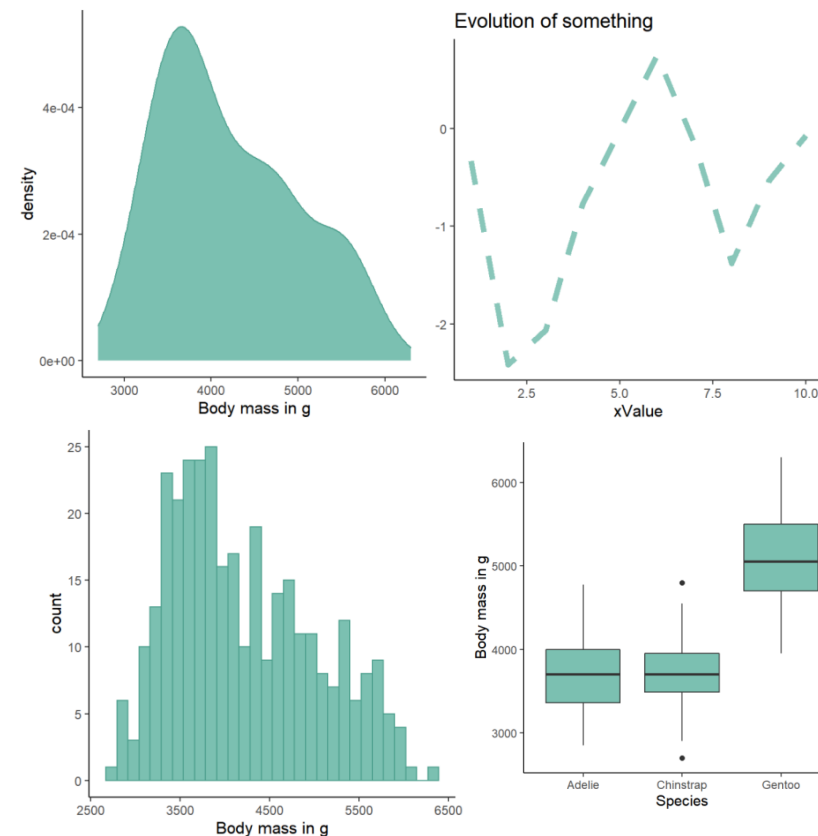 density
4e-04
2e-04
0e+00
3000 4000 5000 6000
Body mass in g
Evolution of something
0
-1
-2
2.5 5.0 7.5 10.0
xValue
count
25
20
15
10
5
0
2500 3500 4500 5500 6500
Body mass in g
Body mass in g
6000
5000
4000
3000
Adelie Chinstrap Gentoo
Species